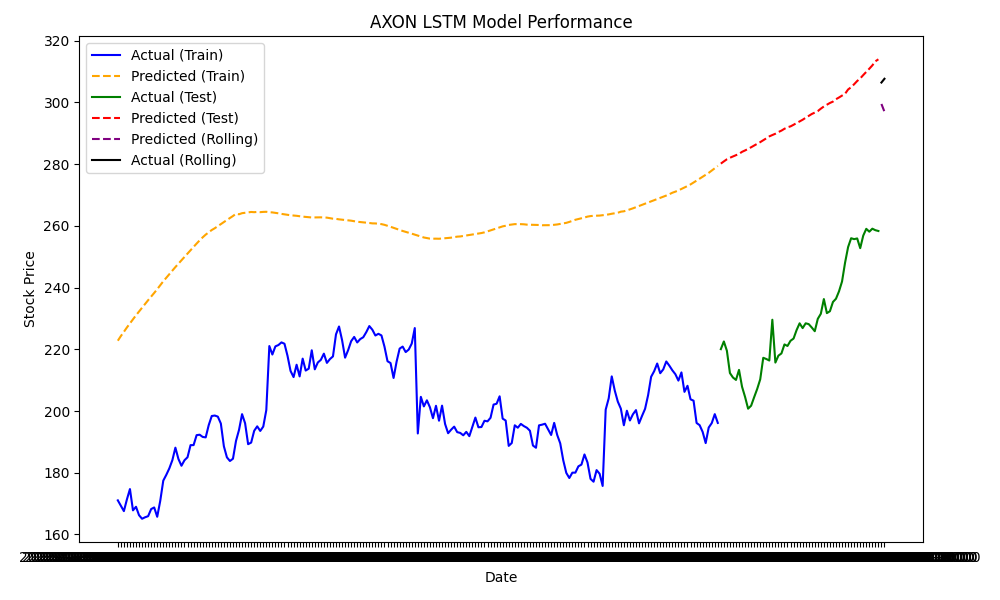 AXON LSTM Model Performance
Actual (Train)
Predicted (Train)
Actual (Test)
Predicted (Test)
Predicted (Rolling)
Actual (Rolling)
320
300
280
260
240
220
200
180
160
Stock Price
Date